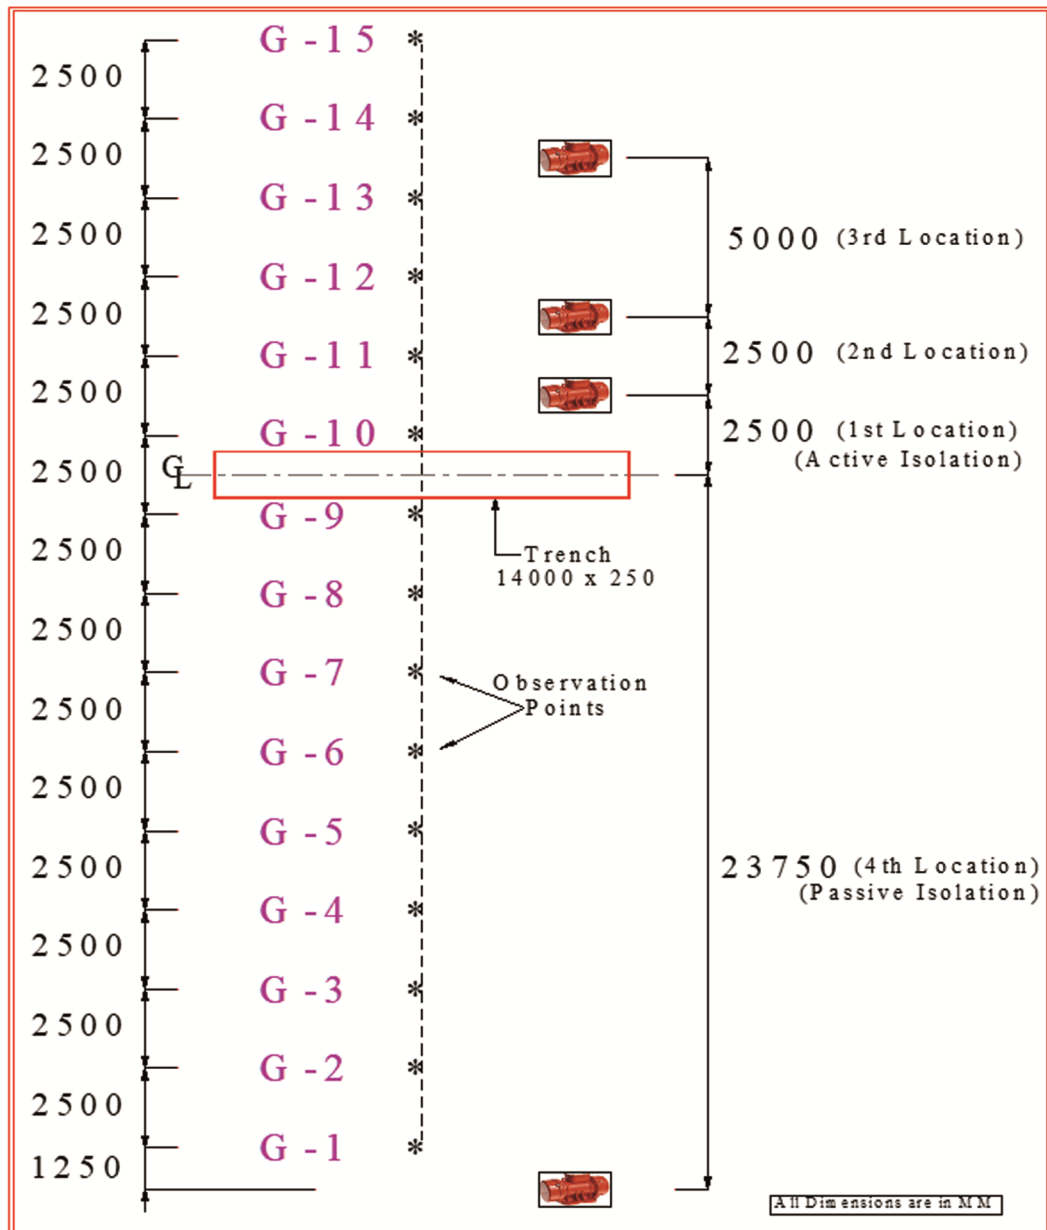 G -15
2500
G -14
2500
G -13
5000 (3rd Location)
2500
G -12
2500
G -11
2500 (2nd Location)
2500
G -10
2500 (1st Location)
(Active Isolation)
CL
2500
G -9
2500
Trench
14000 x 250
G -8
2500
G -7
Observation
Points
2500
G -6
2500
G -5
2500
23750 (4th Location)
(Passive Isolation)
G -4
2500
G -3
2500
G -2
2500
G -1
1250
All Dimensions are in MM